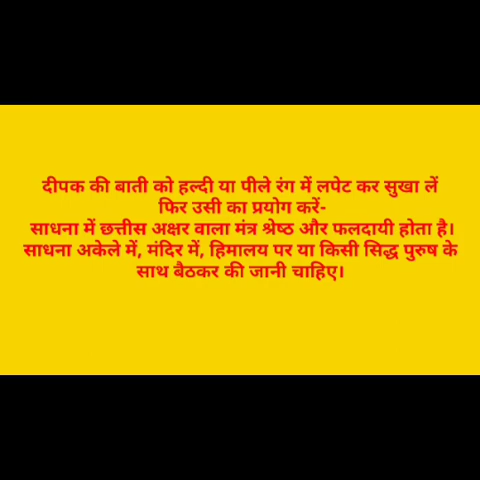 दीपक की बाती को हल्दी या पीले रंग में लपेट कर सुखा लें
फिर उसी का प्रयोग करें-
साधना में छत्तीस अक्षर वाला मंत्र श्रेष्ठ और फलदायी होता है।
साधना अकेले में, मंदिर में, हिमालय पर या किसी सिद्ध पुरुष के
साथ बैठकर की जानी चाहिए।